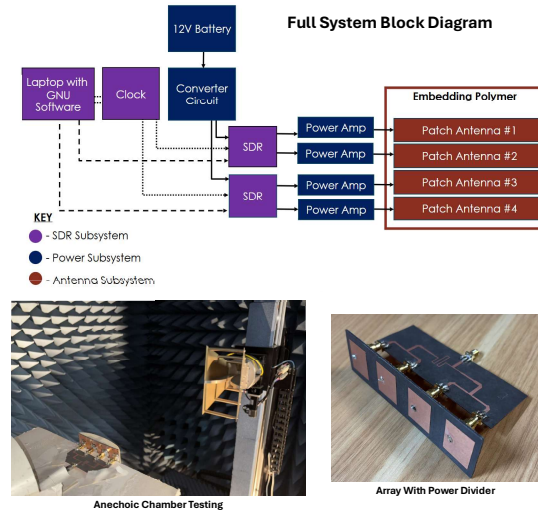 Full System Block Diagram
12V Battery
Laptop with
GNU
Software
Clock
Converter
Circuit
Embedding Polymer
SDR
Power Amp
Patch Antenna #1
Power Amp
Patch Antenna #2
SDR
Power Amp
Patch Antenna #3
Power Amp
Patch Antenna #4
KEY
- SDR Subsystem
- Power Subsystem
- Antenna Subsystem
Anechoic Chamber Testing
Array With Power Divider